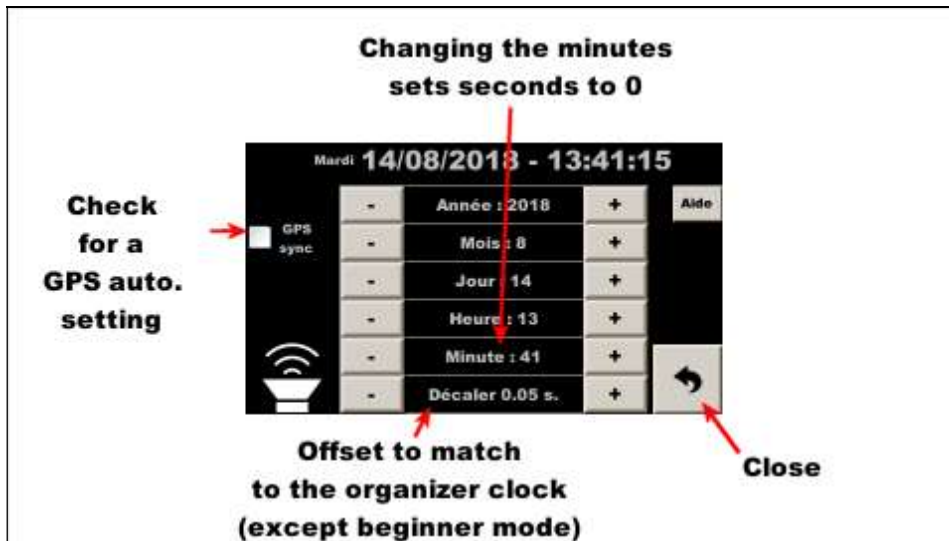 Changing the minutes
sets seconds to 0
Mardi 14/08/2018 - 13:41:15
Check
for a
GPS auto.
setting
GPS
sync
- Année : 2018 +
Aide
- Mois : 8 +
- Jour : 14 +
- Heure : 13 +
- Minute : 41 +
- Décaler 0.05 s. +
Offset to match
to the organizer clock
(except beginner mode)
Close